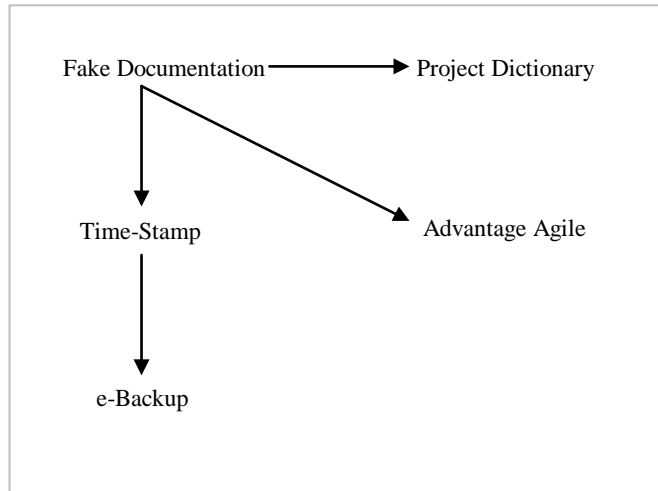 Fake Documentation
Project Dictionary
Time-Stamp
Advantage Agile
e-Backup